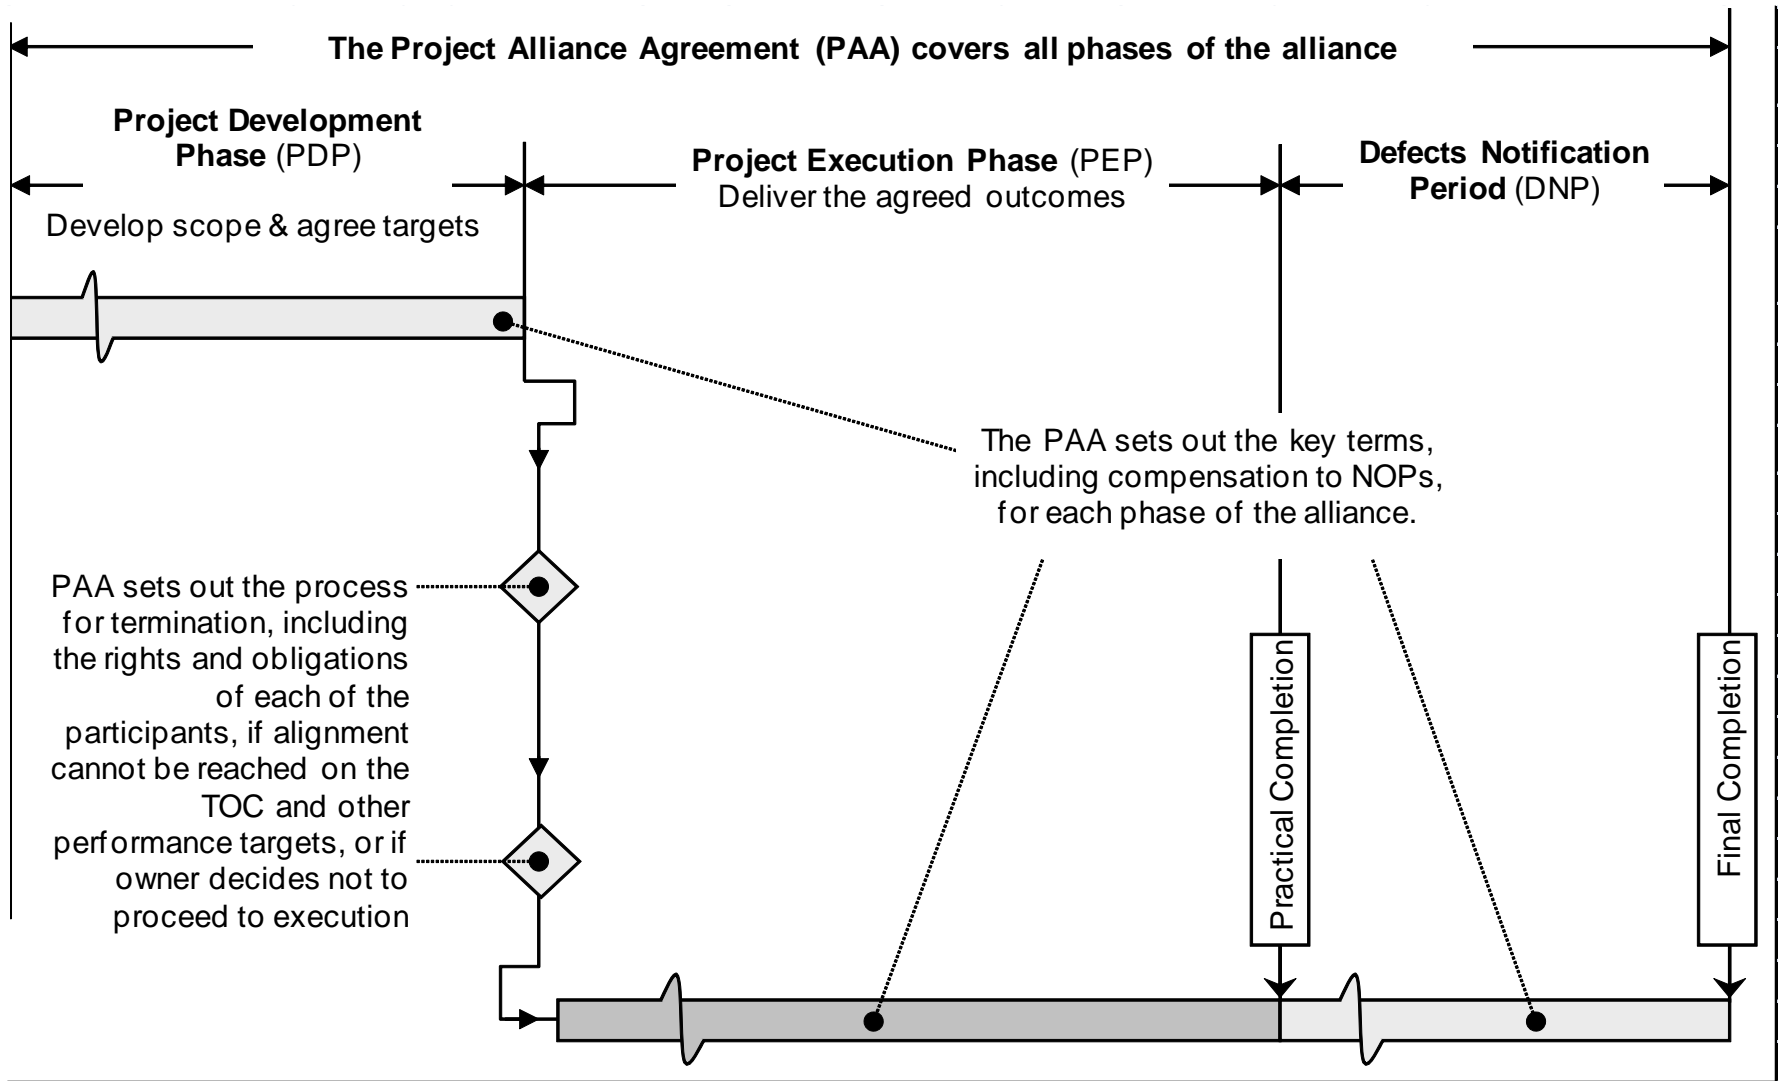 The Project Alliance Agreement (PAA) covers all phases of the alliance
Project Development
Phase (PDP)
Develop scope & agree targets
Project Execution Phase (PEP)
Deliver the agreed outcomes
Defects Notification
Period (DNP)
The PAA sets out the key terms,
including compensation to NOPs,
for each phase of the alliance.
PAA sets out the process
for termination, including
the rights and obligations
of each of the
participants, if alignment
cannot be reached on the
TOC and other
performance targets, or if
owner decides not to
proceed to execution
Practical Completion
Final Completion